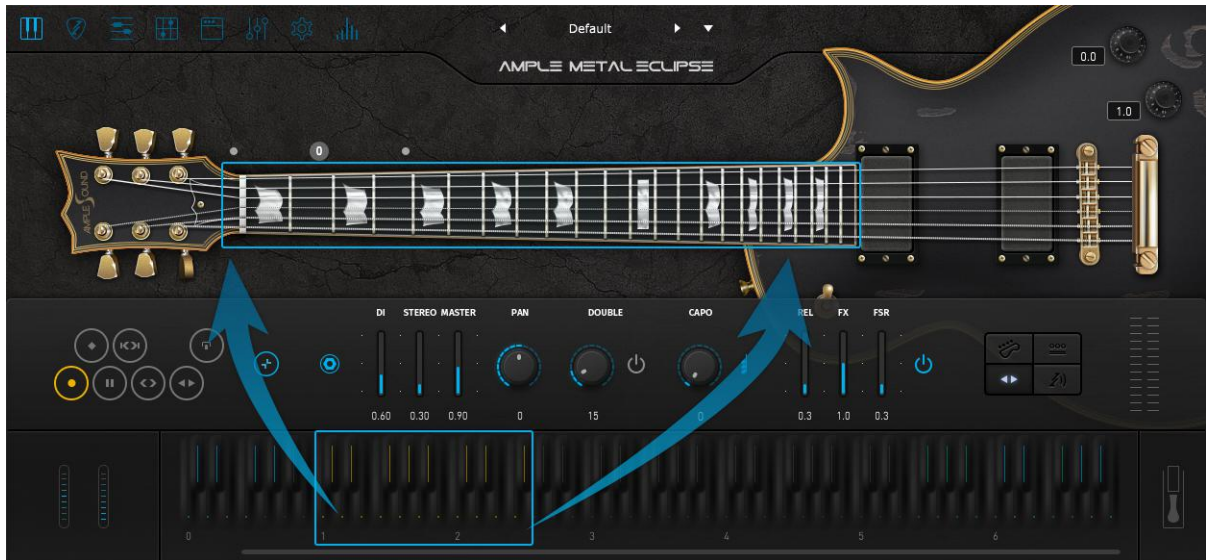 Default
AMPLE METAL ECLIPSE
0.0
1.0
0
AMPLE SOUND
DI STEREO MASTER PAN DOUBLE CAPO REL FX FSR
0.60 0.30 0.90 0 15 0 0.3 1.0 0.3
0 1 2 3 4 5 6